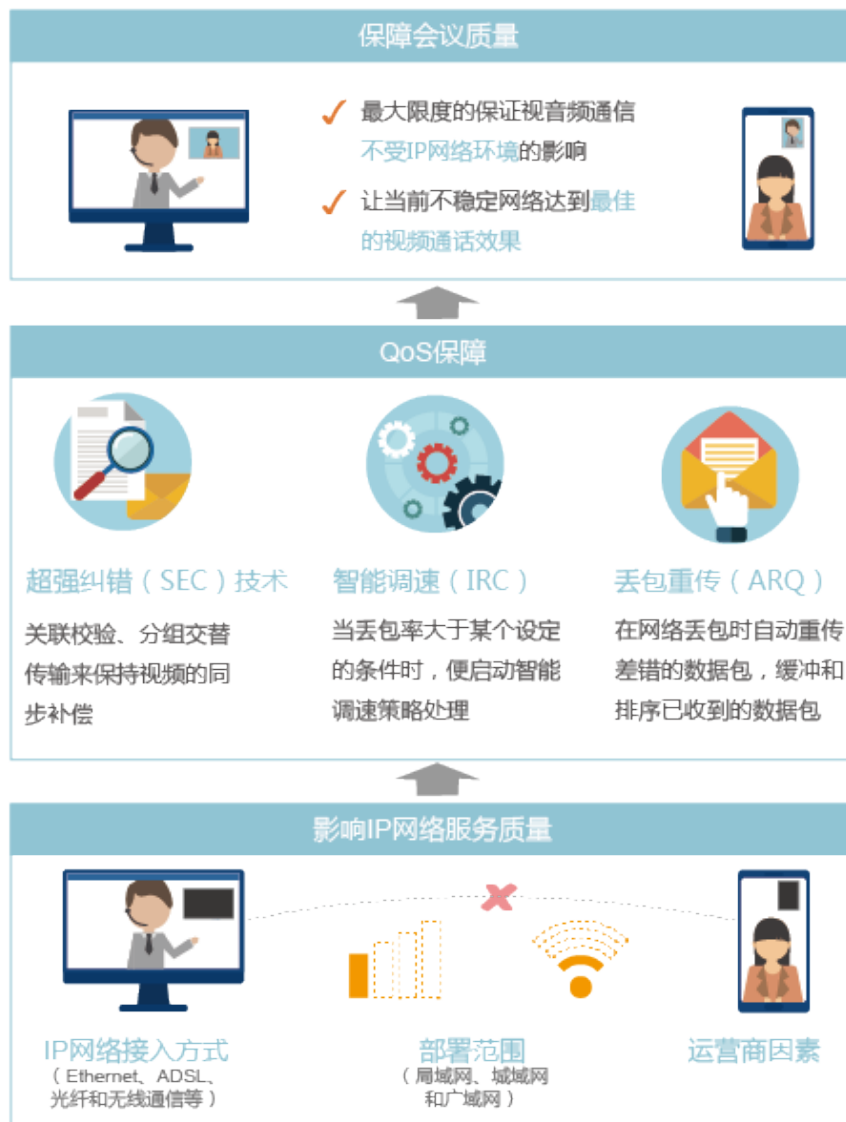 保障会议质量
最大限度的保证视音频通信
不受IP网络环境的影响
让当前不稳定网络达到最佳
的视频通话效果
QoS保障
超强纠错（SEC）技术
关联校验、分组交替
传输来保持视频的同
步补偿
智能调速（IRC）
当丢包率大于某个设定
的条件时，便启动智能
调速策略处理
丢包重传（ARQ）
在网络丢包时自动重传
差错的数据包，缓冲和
排序已收到的数据包
影响IP网络服务质量
IP网络接入方式
（Ethernet、ADSL、
光纤和无线通信等）
部署范围
（局域网、城域网
和广域网）
运营商因素